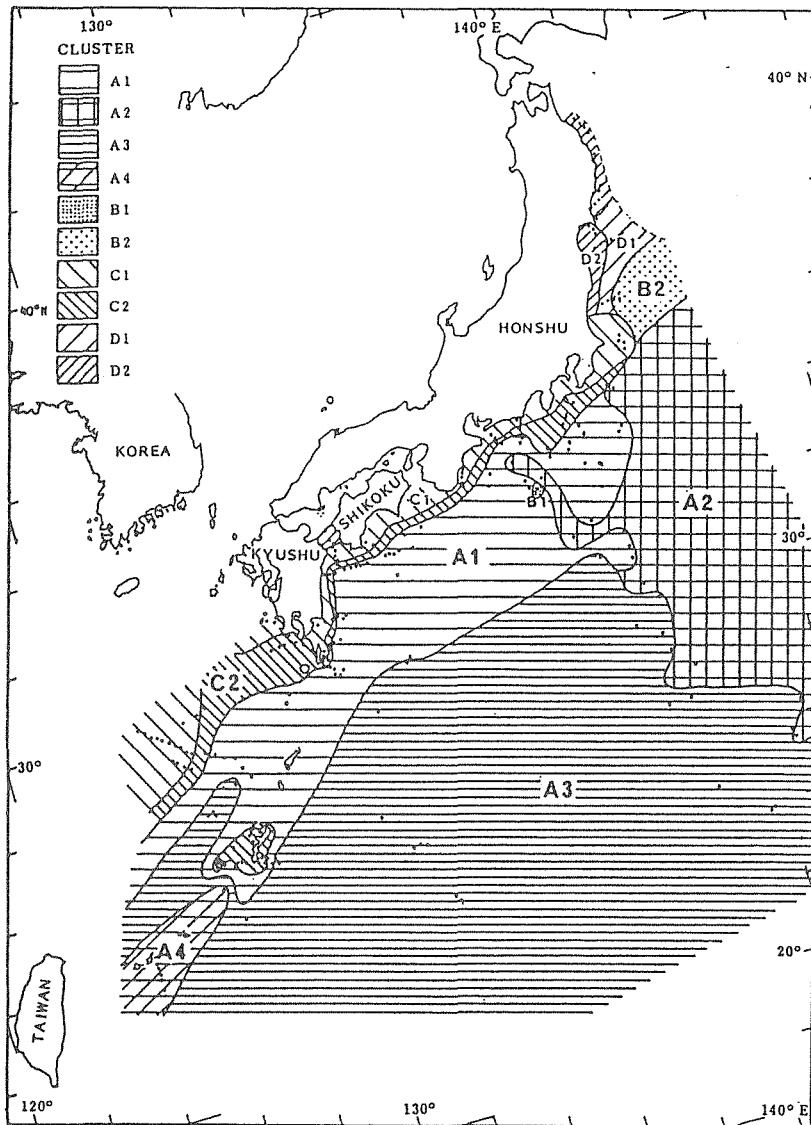 130°
140° E
CLUSTER
40° N
A1
A2
A3
A4
B1
B2
C1
C2
D1
D2
D1
D2
B2
40° N
HONSHU
KOREA
SHIKOKU
C1
A2
B1
KYUSHU
A1
30°
C2
30°
A3
A4
20°
TAIWAN
120°
130°
140° E